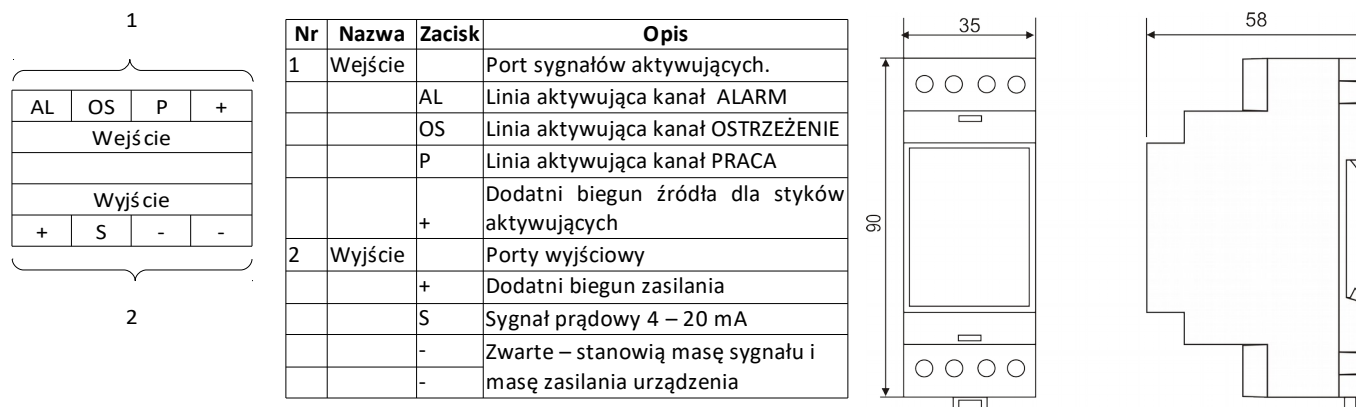 1
AL OS P +
Wejście
Wyjście
+ S - -
2
Nr Nazwa Zacisk Opis
1 Wejście Port sygnałów aktywujących.
AL Linia aktywująca kanał ALARM
OS Linia aktywująca kanał OSTRZEŻENIE
P Linia aktywująca kanał PRACA
Dodatni biegun źródła dla styków
+ aktywujących
2 Wyjście Porty wyjściowy
+ Dodatni biegun zasilania
S Sygnał prądowy 4 – 20 mA
- Zwarte – stanowią masę sygnału i
- masę zasilania urządzenia
35
90
58